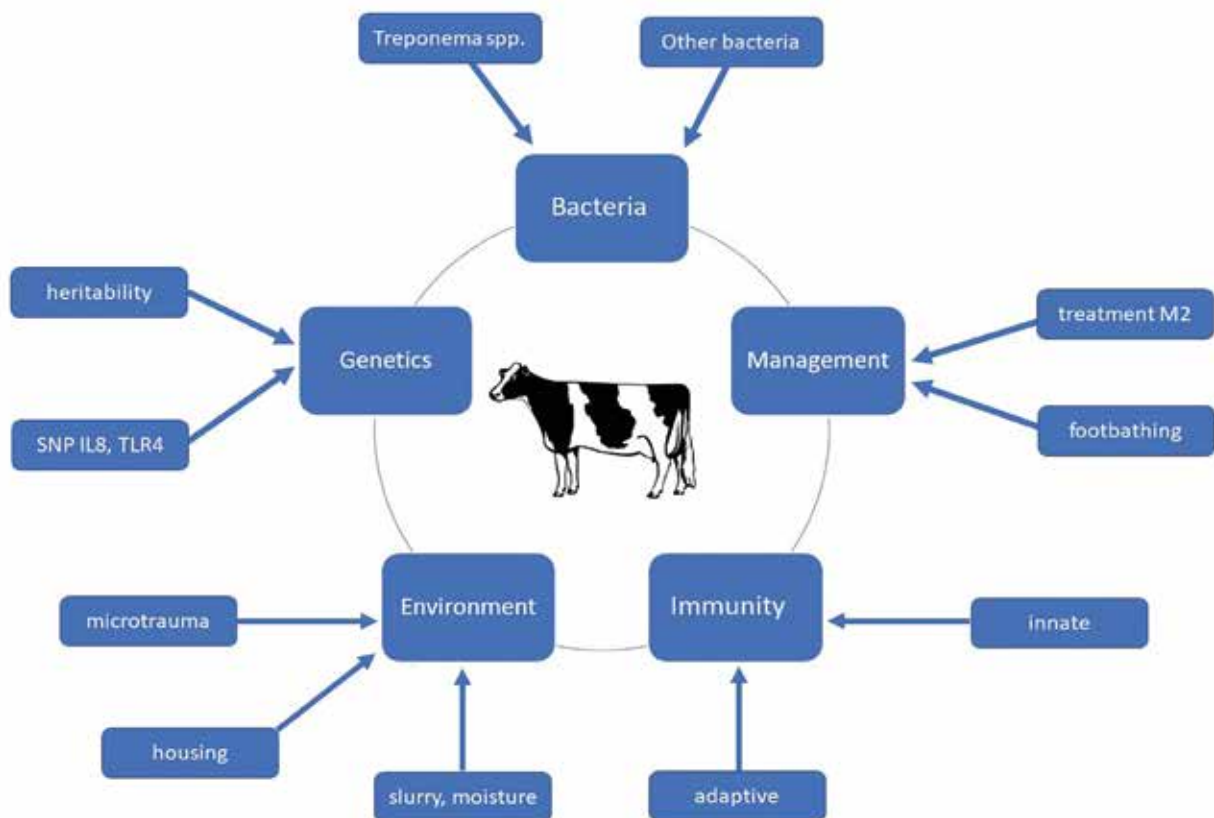 Treponema spp.
Other bacteria
Bacteria
heritability
treatment M2
Genetics
Management
SNP IL8, TLR4
footbathing
Environment
Immunity
microtrauma
innate
housing
slurry, moisture
adaptive